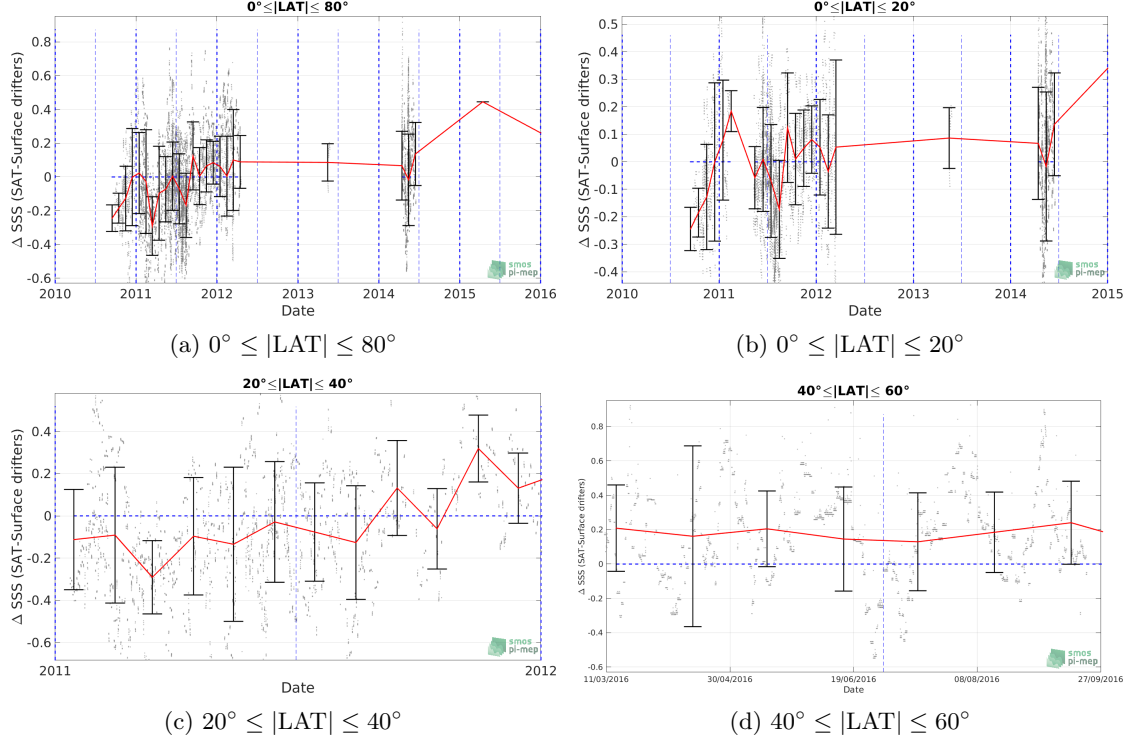 0°≤|LAT|≤ 80°
Δ SSS (SAT-Surface drifters)
0.8
0.6
0.4
0.2
0
-0.2
-0.4
-0.6
2010 2011 2012 2013 2014 2015 2016
Date
smos
pi-mep
(a) 0° ≤ |LAT| ≤ 80°
0°≤|LAT|≤ 20°
Δ SSS (SAT-Surface drifters)
0.5
0.4
0.3
0.2
0.1
0
-0.1
-0.2
-0.3
-0.4
2010 2011 2012 2013 2014 2015
Date
smos
pi-mep
(b) 0° ≤ |LAT| ≤ 20°
20°≤|LAT|≤ 40°
Δ SSS (SAT-Surface drifters)
0.4
0.2
0
-0.2
-0.4
-0.6
2011 2012
Date
smos
pi-mep
(c) 20° ≤ |LAT| ≤ 40°
40°≤|LAT|≤ 60°
Δ SSS (SAT-Surface drifters)
0.8
0.6
0.4
0.2
0
-0.2
-0.4
-0.6
11/03/2016 30/04/2016 19/06/2016 08/08/2016 27/09/2016
Date
smos
pi-mep
(d) 40° ≤ |LAT| ≤ 60°